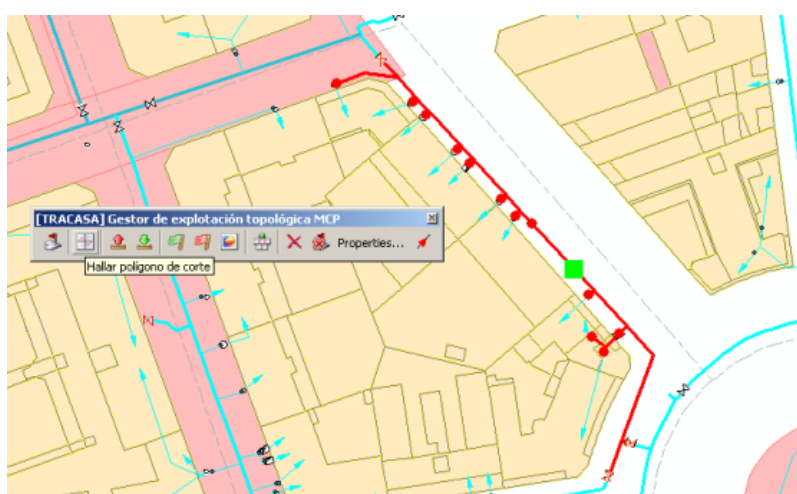 [TRACASA] Gestor de explotación topológica MCP
Properties...
Hallar polígono de corte